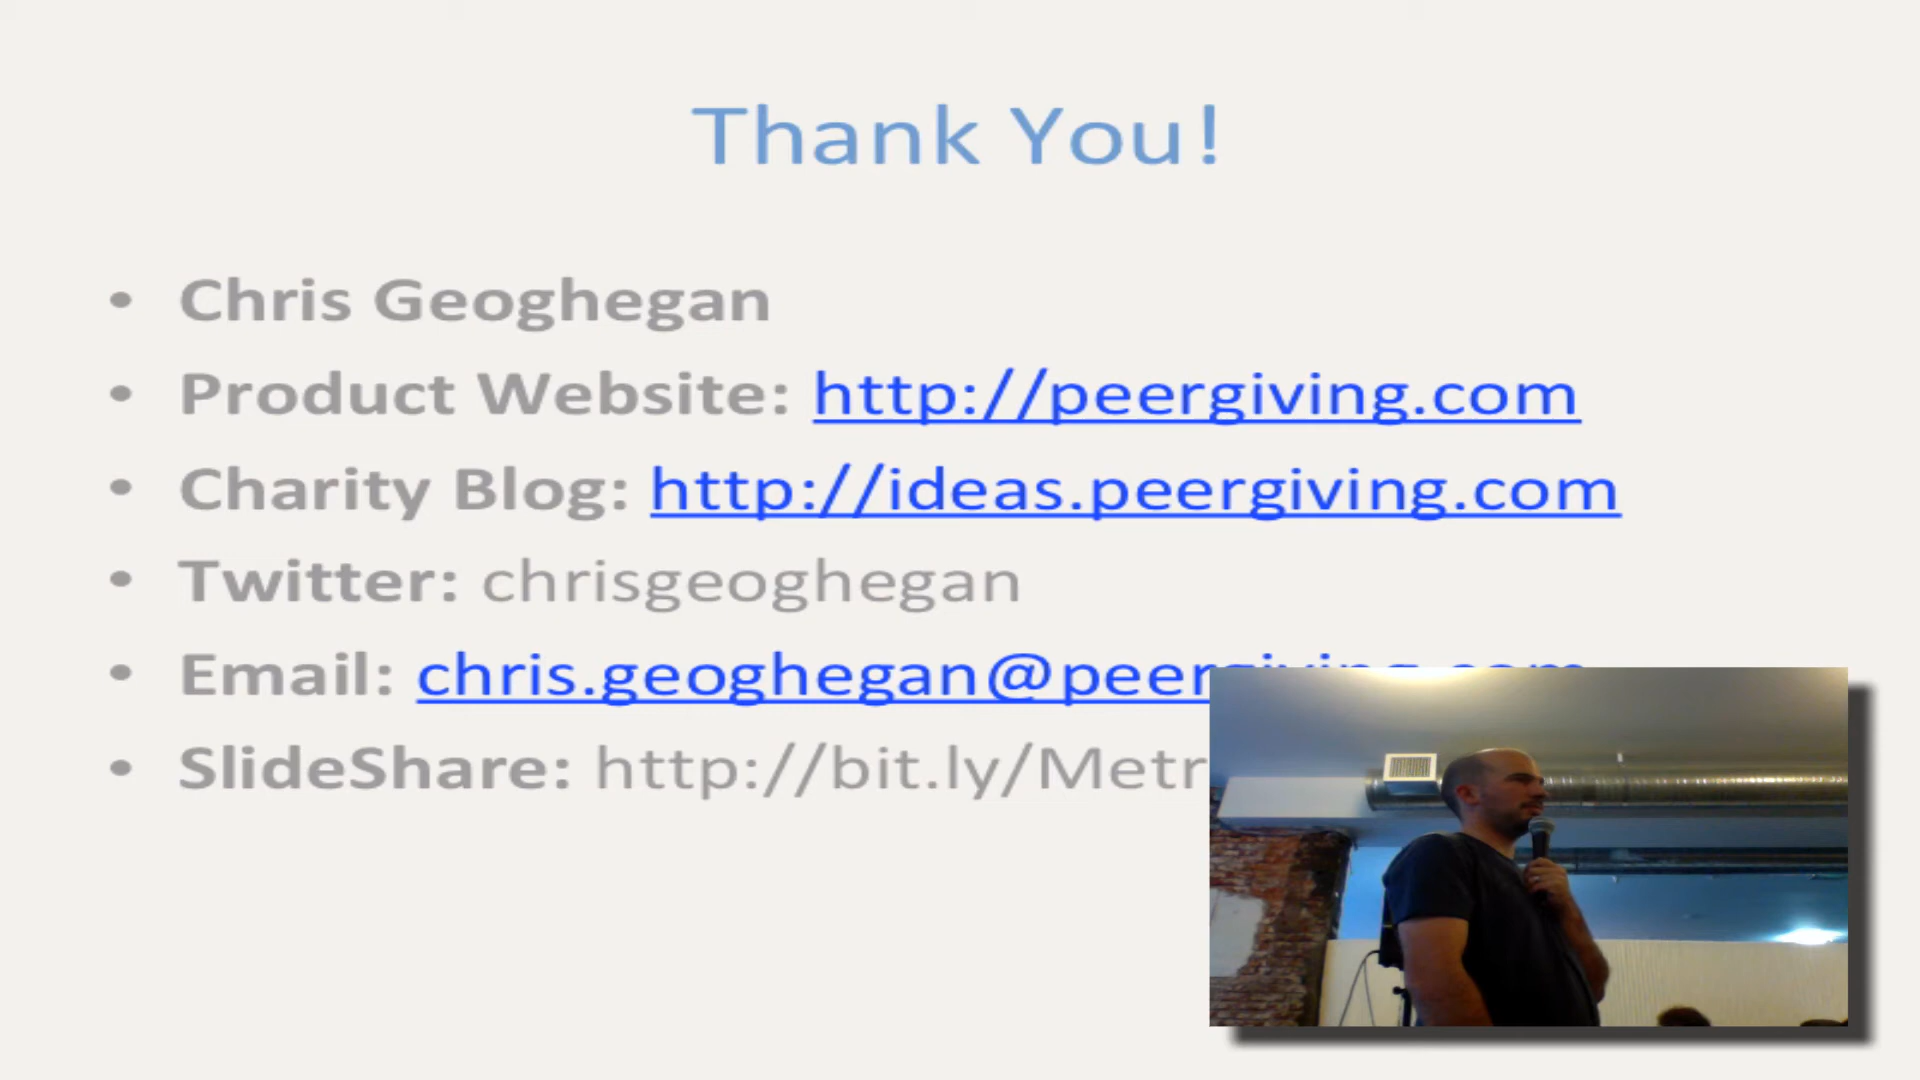 Thank You!
• Chris Geoghegan
• Product Website: http://peergiving.com
• Charity Blog: http://ideas.peergiving.com
• Twitter: chrisgeoghegan
• Email: chris.geoghegan@peergiving.com
• SlideShare: http://bit.ly/Metr